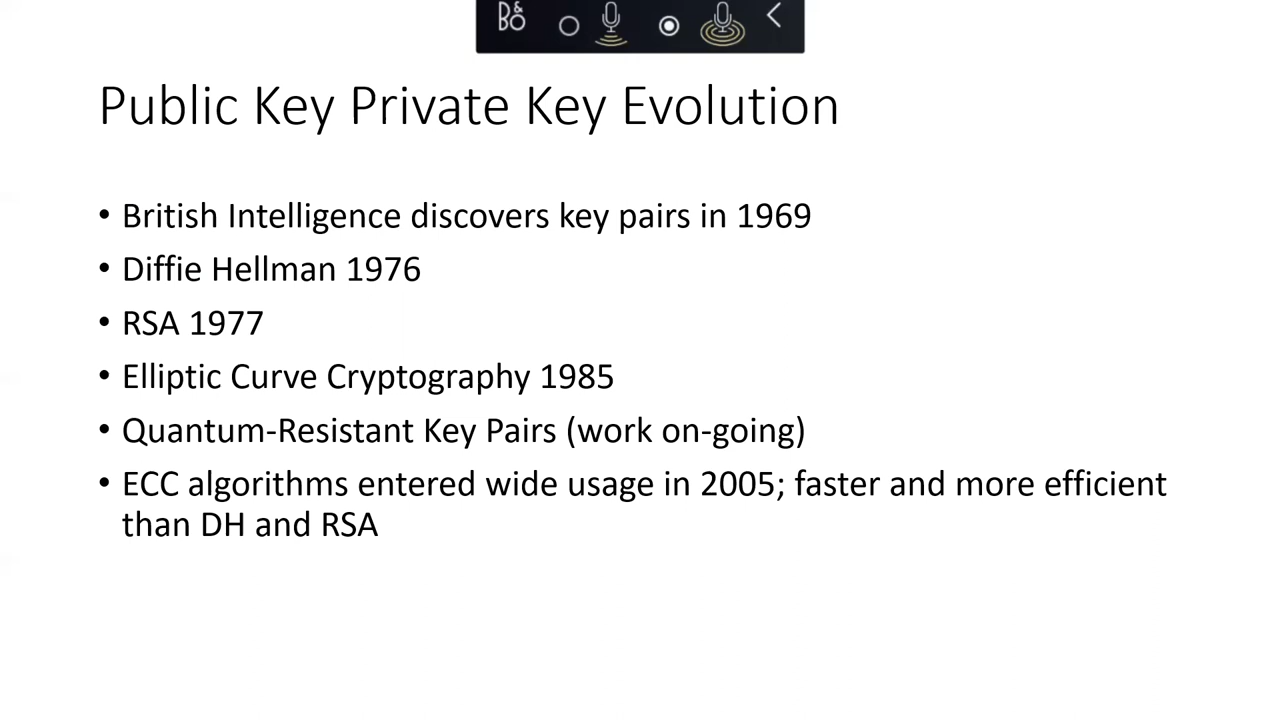 B&O
Public Key Private Key Evolution
• British Intelligence discovers key pairs in 1969
• Diffie Hellman 1976
• RSA 1977
• Elliptic Curve Cryptography 1985
• Quantum-Resistant Key Pairs (work on-going)
• ECC algorithms entered wide usage in 2005; faster and more efficient
than DH and RSA